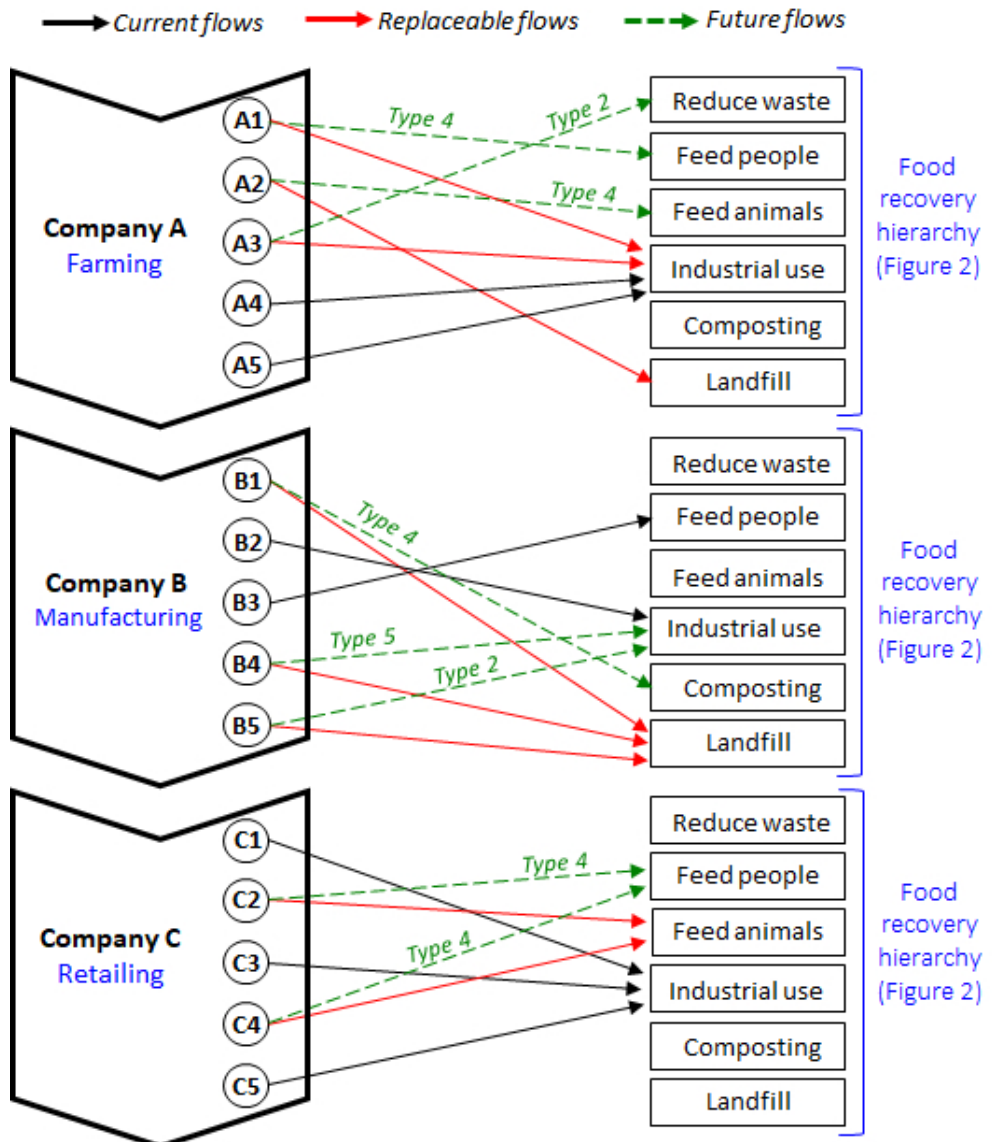 Current flows
Replaceable flows
Future flows
Company A
Farming
A1
A2
A3
A4
A5
Type 4
Type 2
Type 4
Reduce waste
Feed people
Feed animals
Industrial use
Composting
Landfill
Food
recovery
hierarchy
(Figure 2)
Company B
Manufacturing
B1
B2
B3
B4
B5
Type 4
Type 5
Type 2
Reduce waste
Feed people
Feed animals
Industrial use
Composting
Landfill
Food
recovery
hierarchy
(Figure 2)
Company C
Retailing
C1
C2
C3
C4
C5
Type 4
Type 4
Reduce waste
Feed people
Feed animals
Industrial use
Composting
Landfill
Food
recovery
hierarchy
(Figure 2)